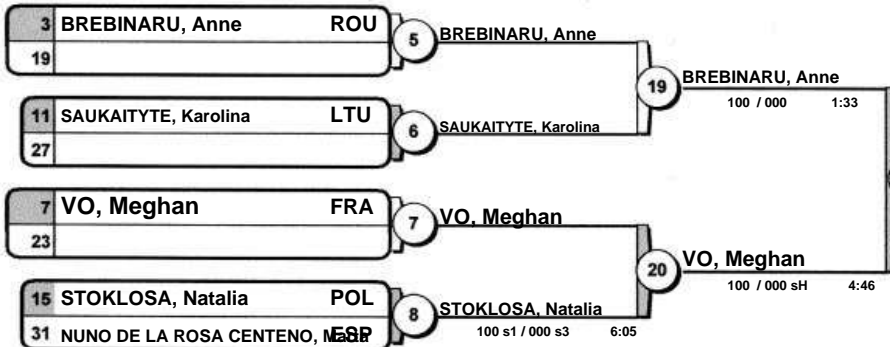 3 BREBINARU, Anne ROU
19
5
BREBINARU, Anne
11 SAUKAITYTE, Karolina LTU
27
6
SAUKAITYTE, Karolina
19
BREBINARU, Anne
100 / 000 1:33
7 VO, Meghan FRA
23
7
VO, Meghan
15 STOKLOSA, Natalia POL
31 NUNO DE LA ROSA CENTENO, Marta ESP
8
STOKLOSA, Natalia
100 s1 / 000 s3 6:05
20
VO, Meghan
100 / 000 sH 4:46